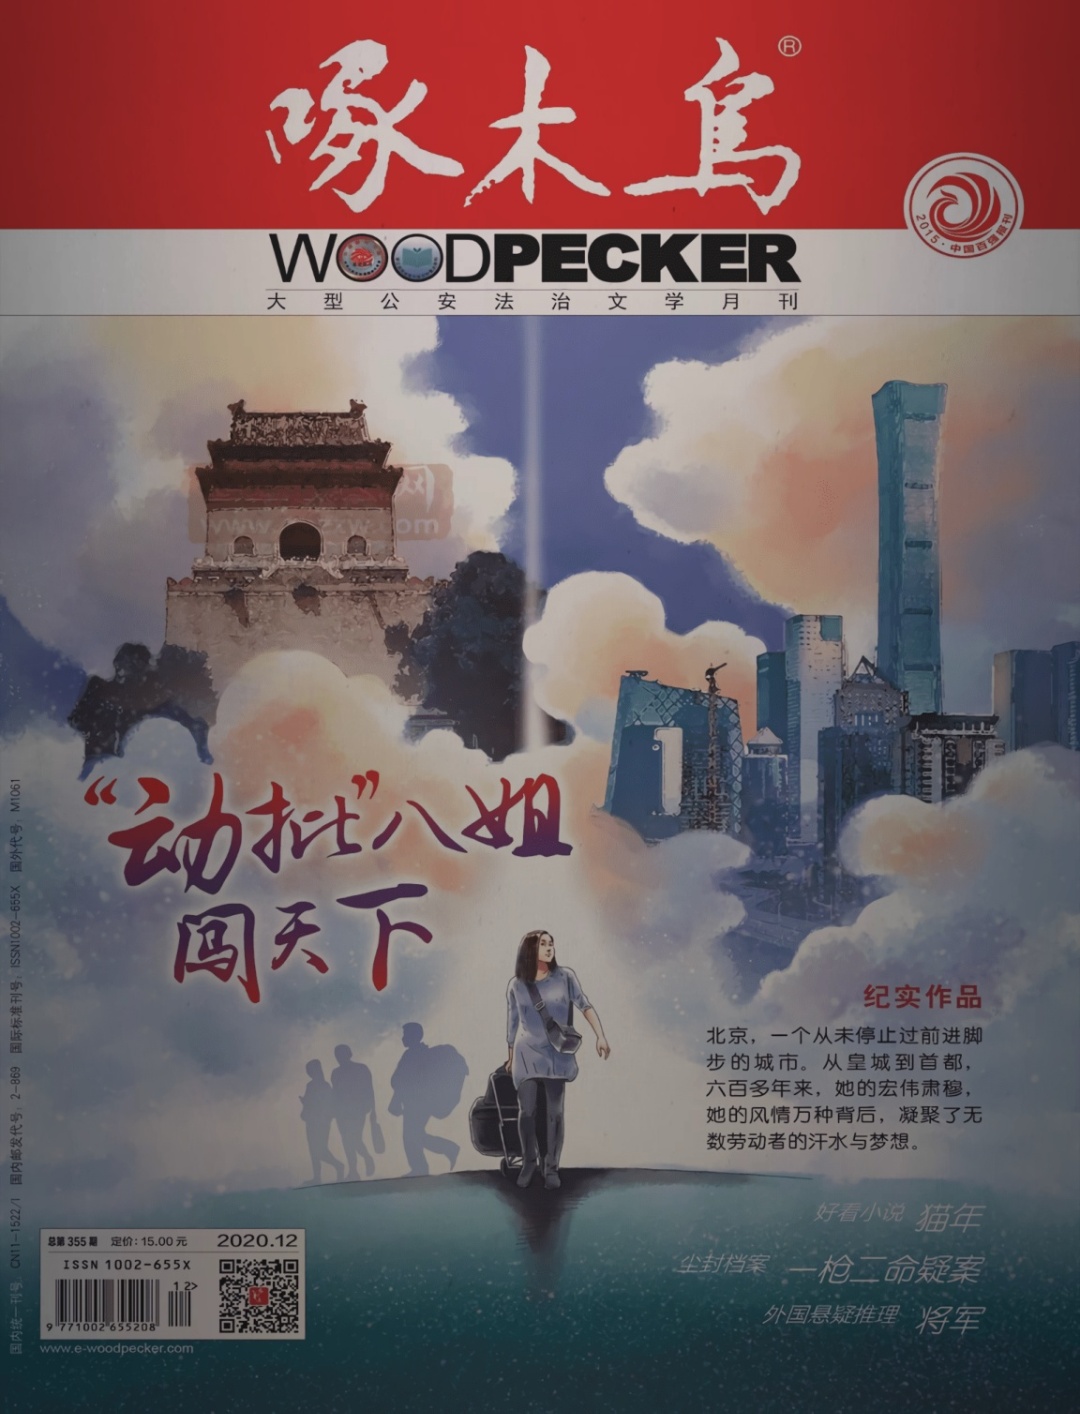 啄木鸟®
WOODPECKER
大型公安法治文学月刊
2015·中国百强报刊
网
www. .com
“动批”八姐
闯天下
纪实作品
北京，一个从未停止过前进脚
步的城市。从皇城到首都，
六百多年来，她的宏伟肃穆，
她的风情万种背后，凝聚了无
数劳动者的汗水与梦想。
好看小说 猫年
尘封档案 一枪二命疑案
外国悬疑推理 将军
国内统一刊号：CN11-1522/I 国内邮发代号：2-869 国际标准刊号：ISSN1002-655X 国外代号：M1061
总第 355 期 定价：15.00 元 2020.12
ISSN 1002-655X
12>
9 771002 655208
www.e-woodpecker.com